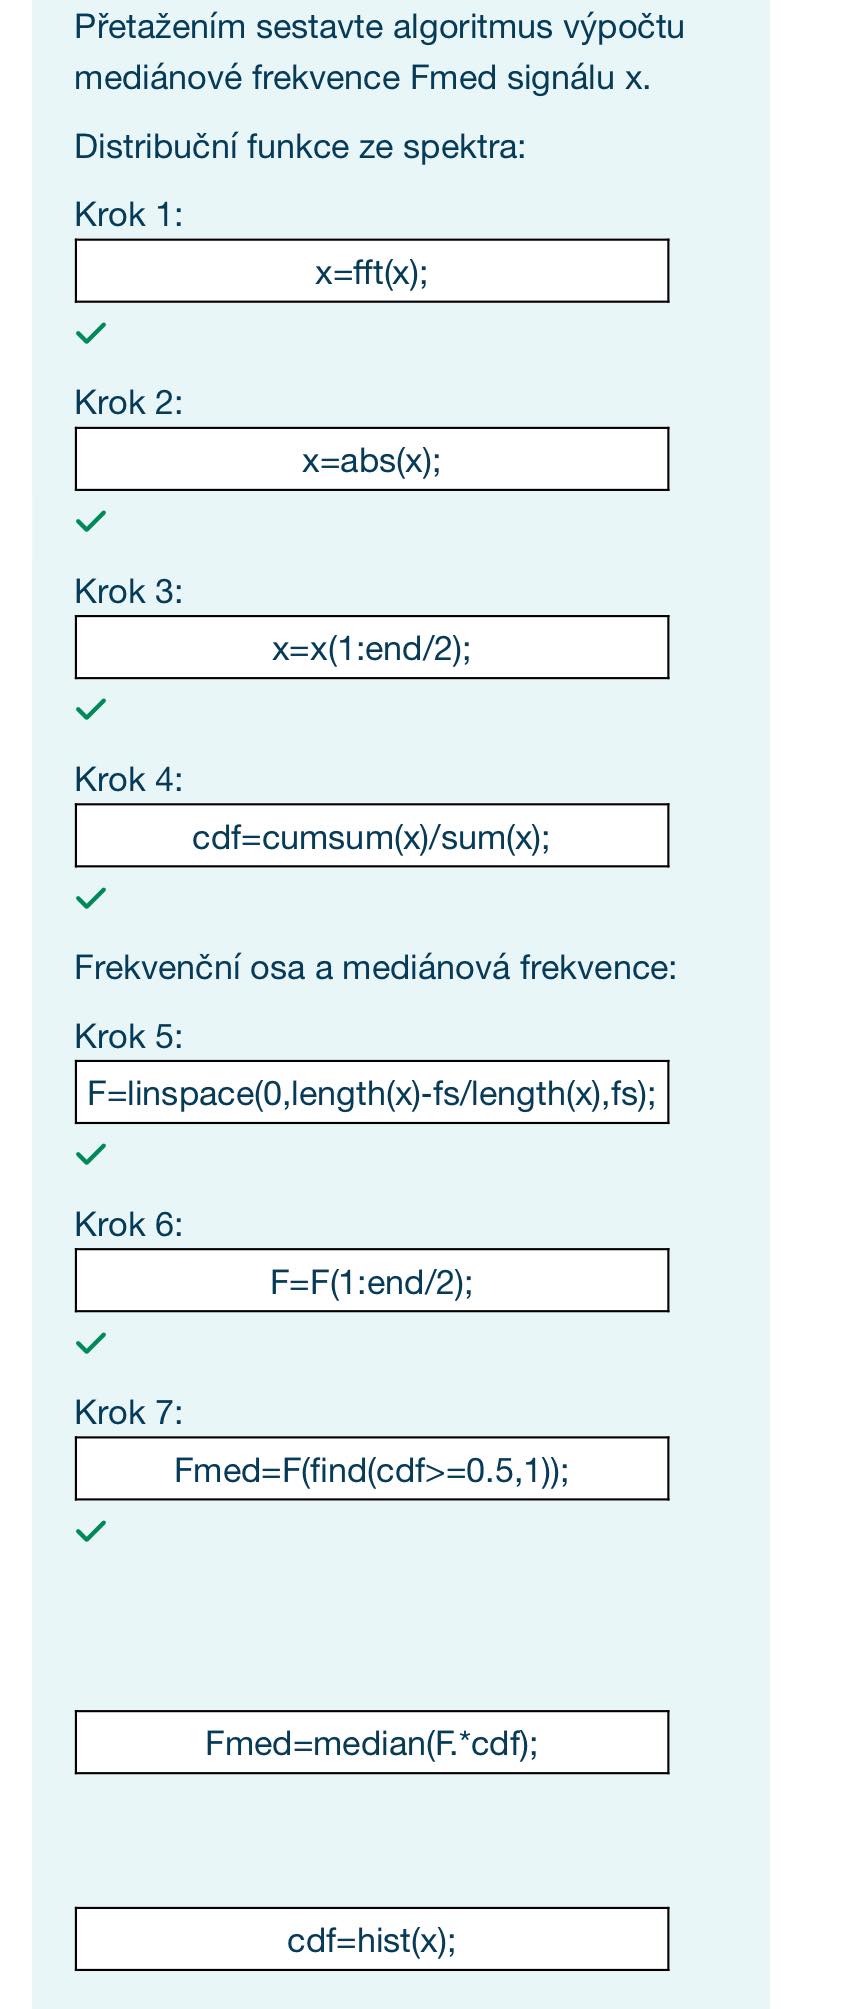 Přetažením sestavte algoritmus výpočtu
mediánové frekvence Fmed signálu x.
Distribuční funkce ze spektra:
Krok 1:
x=fft(x);
Krok 2:
x=abs(x);
Krok 3:
x=x(1:end/2);
Krok 4:
cdf=cumsum(x)/sum(x);
Frekvenční osa a mediánová frekvence:
Krok 5:
F=linspace(0,length(x)-fs/length(x),fs);
Krok 6:
F=F(1:end/2);
Krok 7:
Fmed=F(find(cdf>=0.5,1));
Fmed=median(F.*cdf);
cdf=hist(x);